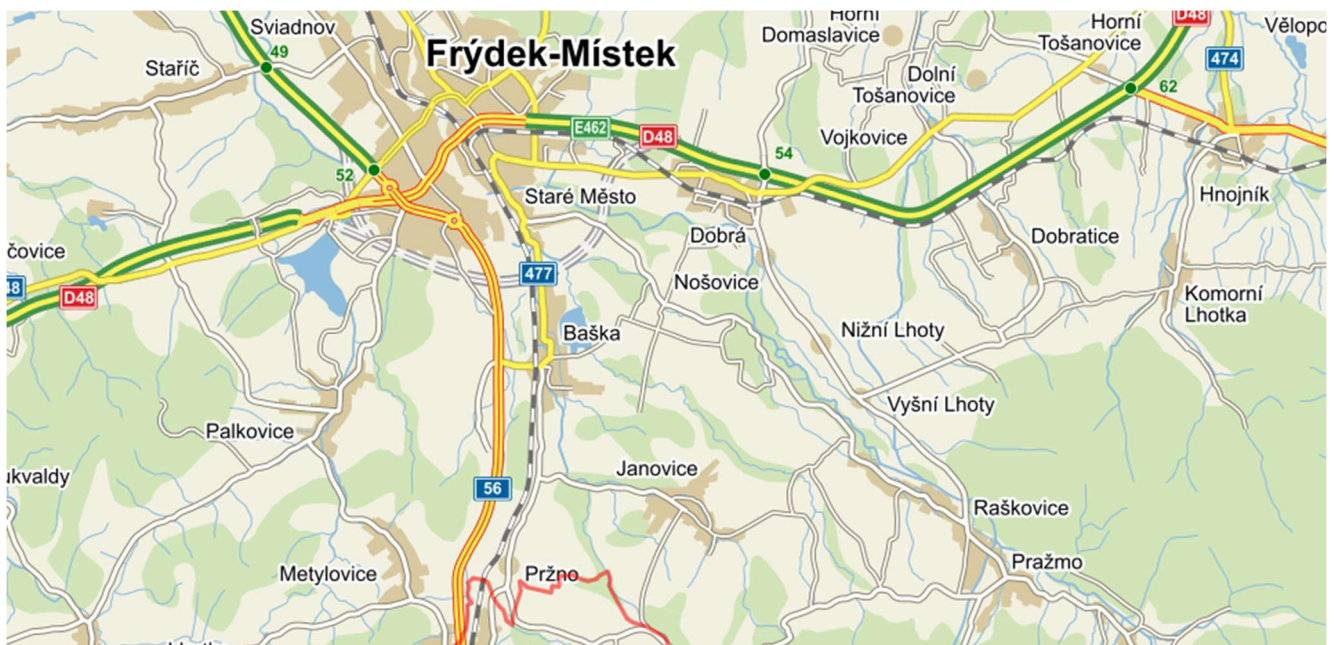 Sviadnov
49
Staříč
Frýdek-Místek
Horní
Domaslavice
Horní
Tošanovice
D48
Vělopo
474
Dolní
Tošanovice
62
E462
D48
Vojkovice
54
52
Staré Město
Hnojník
Dobrá
Dobratice
čovice
48
D48
477
Nošovice
Komorní
Lhotka
Baška
Nižní Lhoty
Vyšní Lhoty
Palkovice
ukvaldy
Janovice
56
Raškovice
Metylovice
Pržno
Pražmo